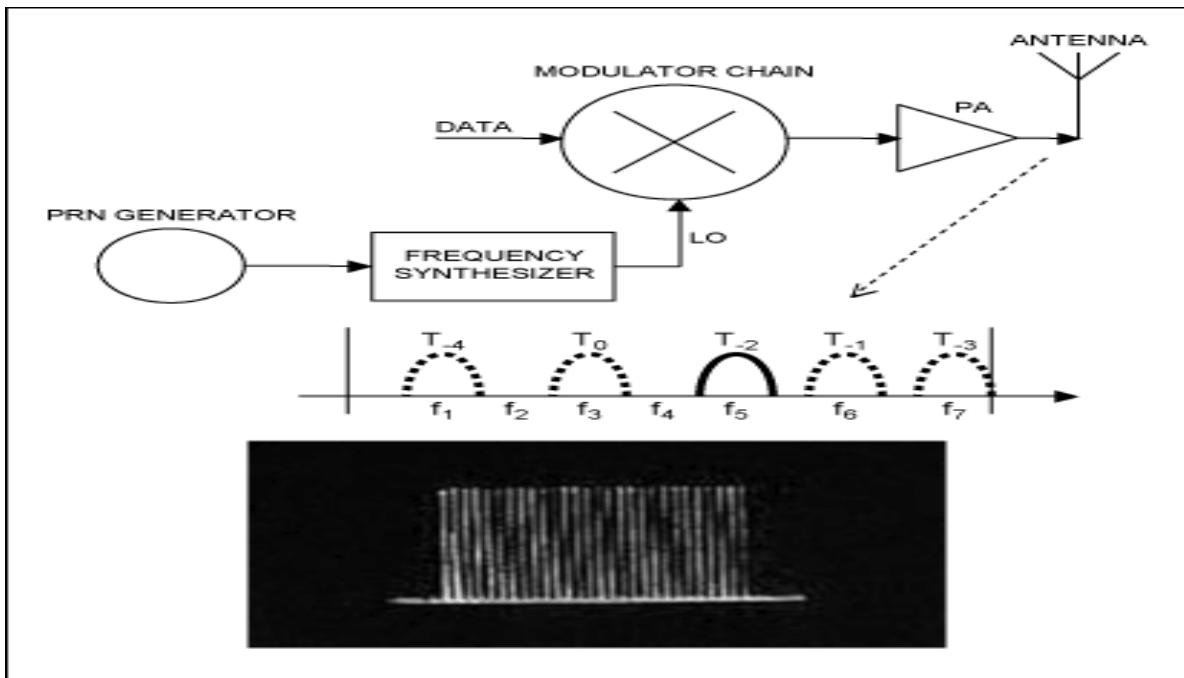 ANTENNA
MODULATOR CHAIN
PA
DATA
PRN GENERATOR
LO
FREQUENCY
SYNTHESIZER
T-4 T0 T-2 T-1 T-3
f1 f2 f3 f4 f5 f6 f7